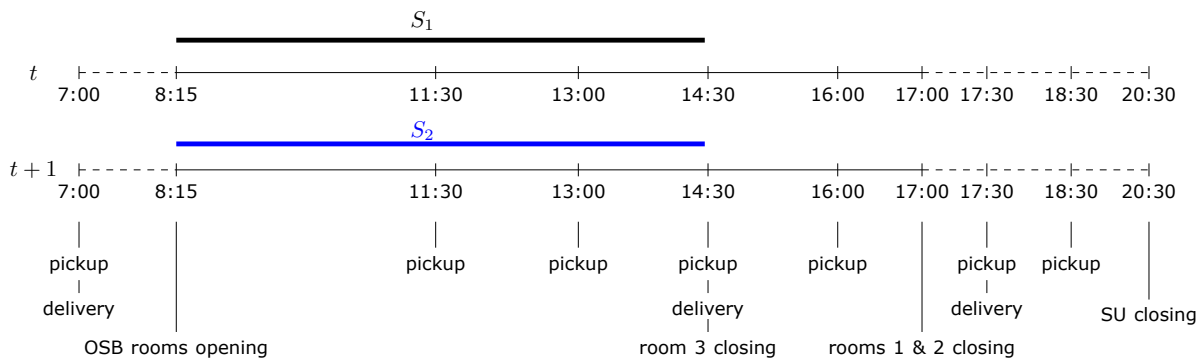 S1
t
7:00 8:15 11:30 13:00 14:30 16:00 17:00 17:30 18:30 20:30
S2
t + 1
7:00 8:15 11:30 13:00 14:30 16:00 17:00 17:30 18:30 20:30
pickup pickup pickup pickup pickup pickup pickup
delivery delivery delivery
SU closing
OSB rooms opening room 3 closing rooms 1 & 2 closing